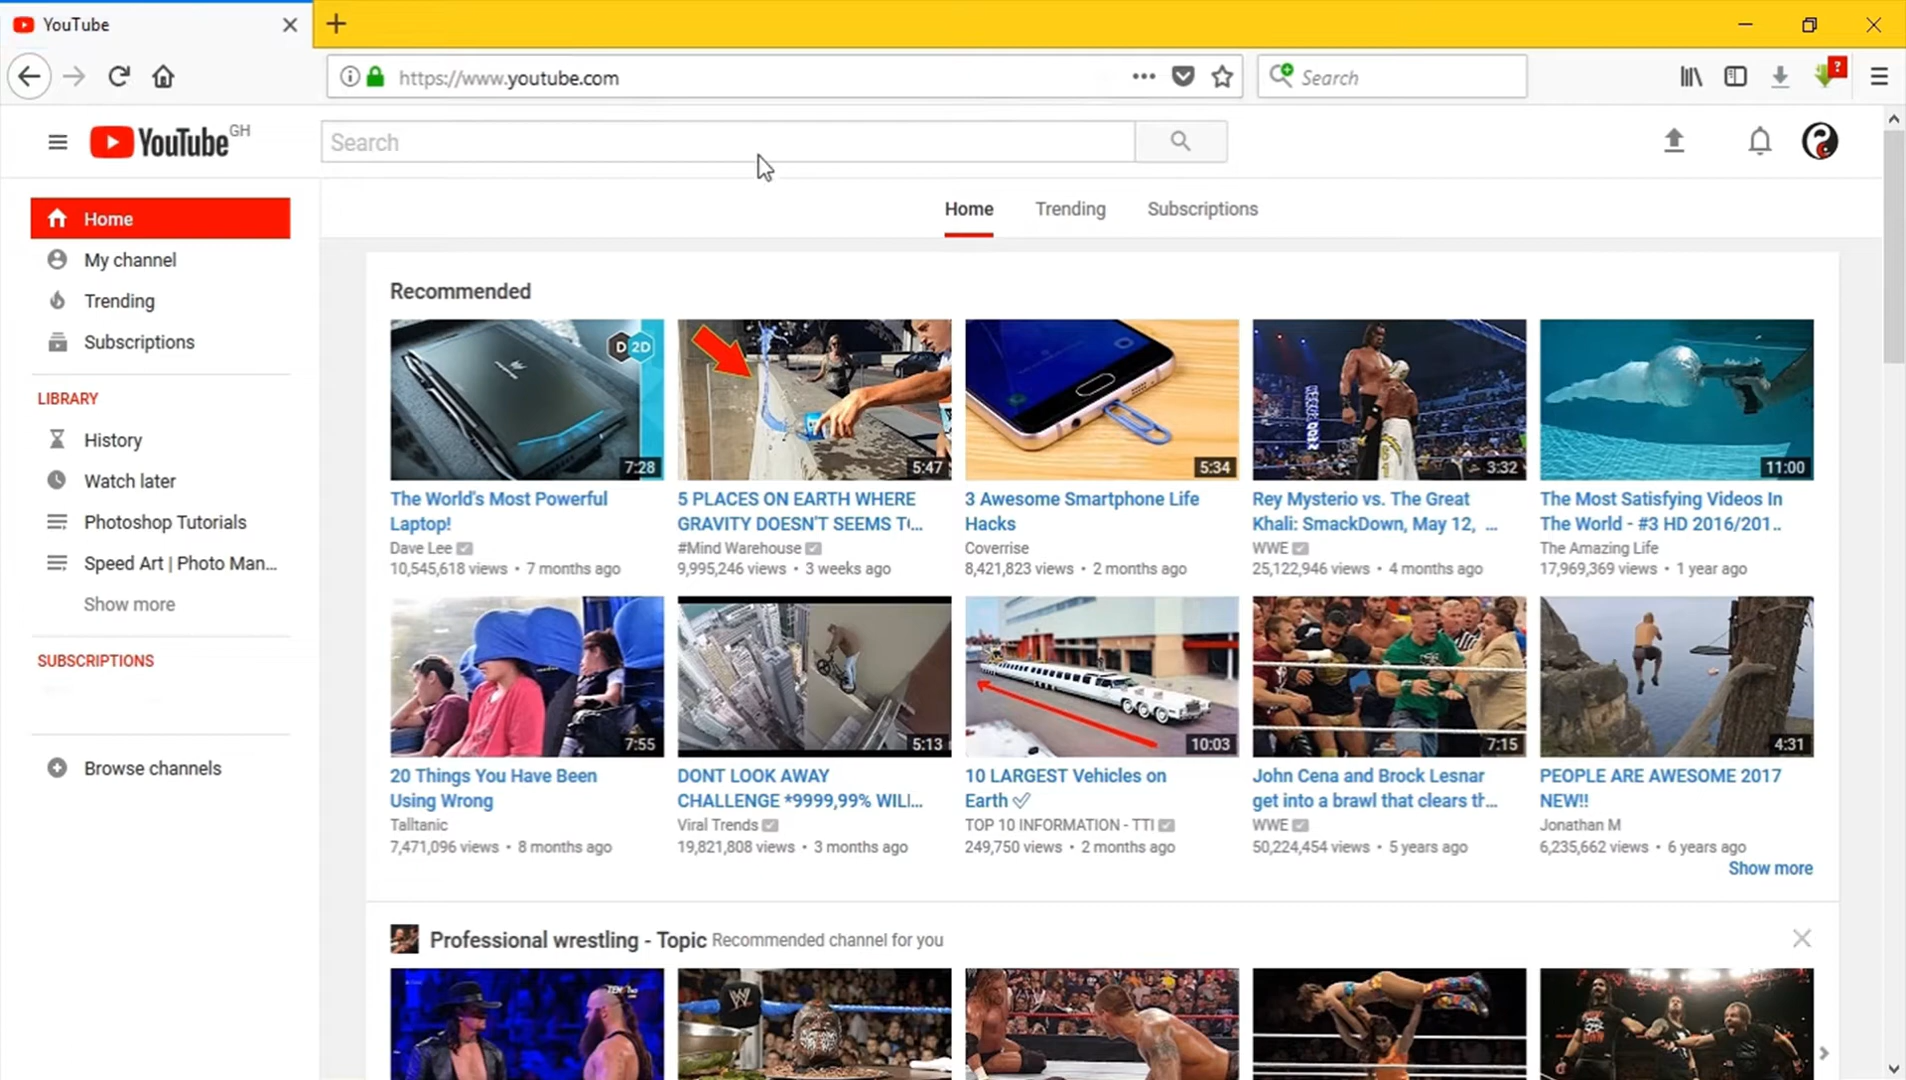 YouTube
https://www.youtube.com
Search
YouTube GH
Search
Home
Trending
Subscriptions
Home
My channel
Trending
Subscriptions
LIBRARY
History
Watch later
Photoshop Tutorials
Speed Art | Photo Man...
Show more
SUBSCRIPTIONS
Browse channels
Recommended
D 2D
7:28
The World's Most Powerful
Laptop!
Dave Lee
10,545,618 views • 7 months ago
5:47
5 PLACES ON EARTH WHERE
GRAVITY DOESN'T SEEMS T...
#Mind Warehouse
9,995,246 views • 3 weeks ago
5:34
3 Awesome Smartphone Life
Hacks
Coverrise
8,421,823 views • 2 months ago
3:32
Rey Mysterio vs. The Great
Khali: SmackDown, May 12, ...
WWE
25,122,946 views • 4 months ago
11:00
The Most Satisfying Videos In
The World - #3 HD 2016/201..
The Amazing Life
17,969,369 views • 1 year ago
7:55
20 Things You Have Been
Using Wrong
Talltanic
7,471,096 views • 8 months ago
5:13
DONT LOOK AWAY
CHALLENGE *9999,99% WILL...
Viral Trends
19,821,808 views • 3 months ago
10:03
10 LARGEST Vehicles on
Earth ✓
TOP 10 INFORMATION - TTI
249,750 views • 2 months ago
7:15
John Cena and Brock Lesnar
get into a brawl that clears th...
WWE
50,224,454 views • 5 years ago
4:31
PEOPLE ARE AWESOME 2017
NEW!!
Jonathan M
6,235,662 views • 6 years ago
Show more
Professional wrestling - Topic Recommended channel for you